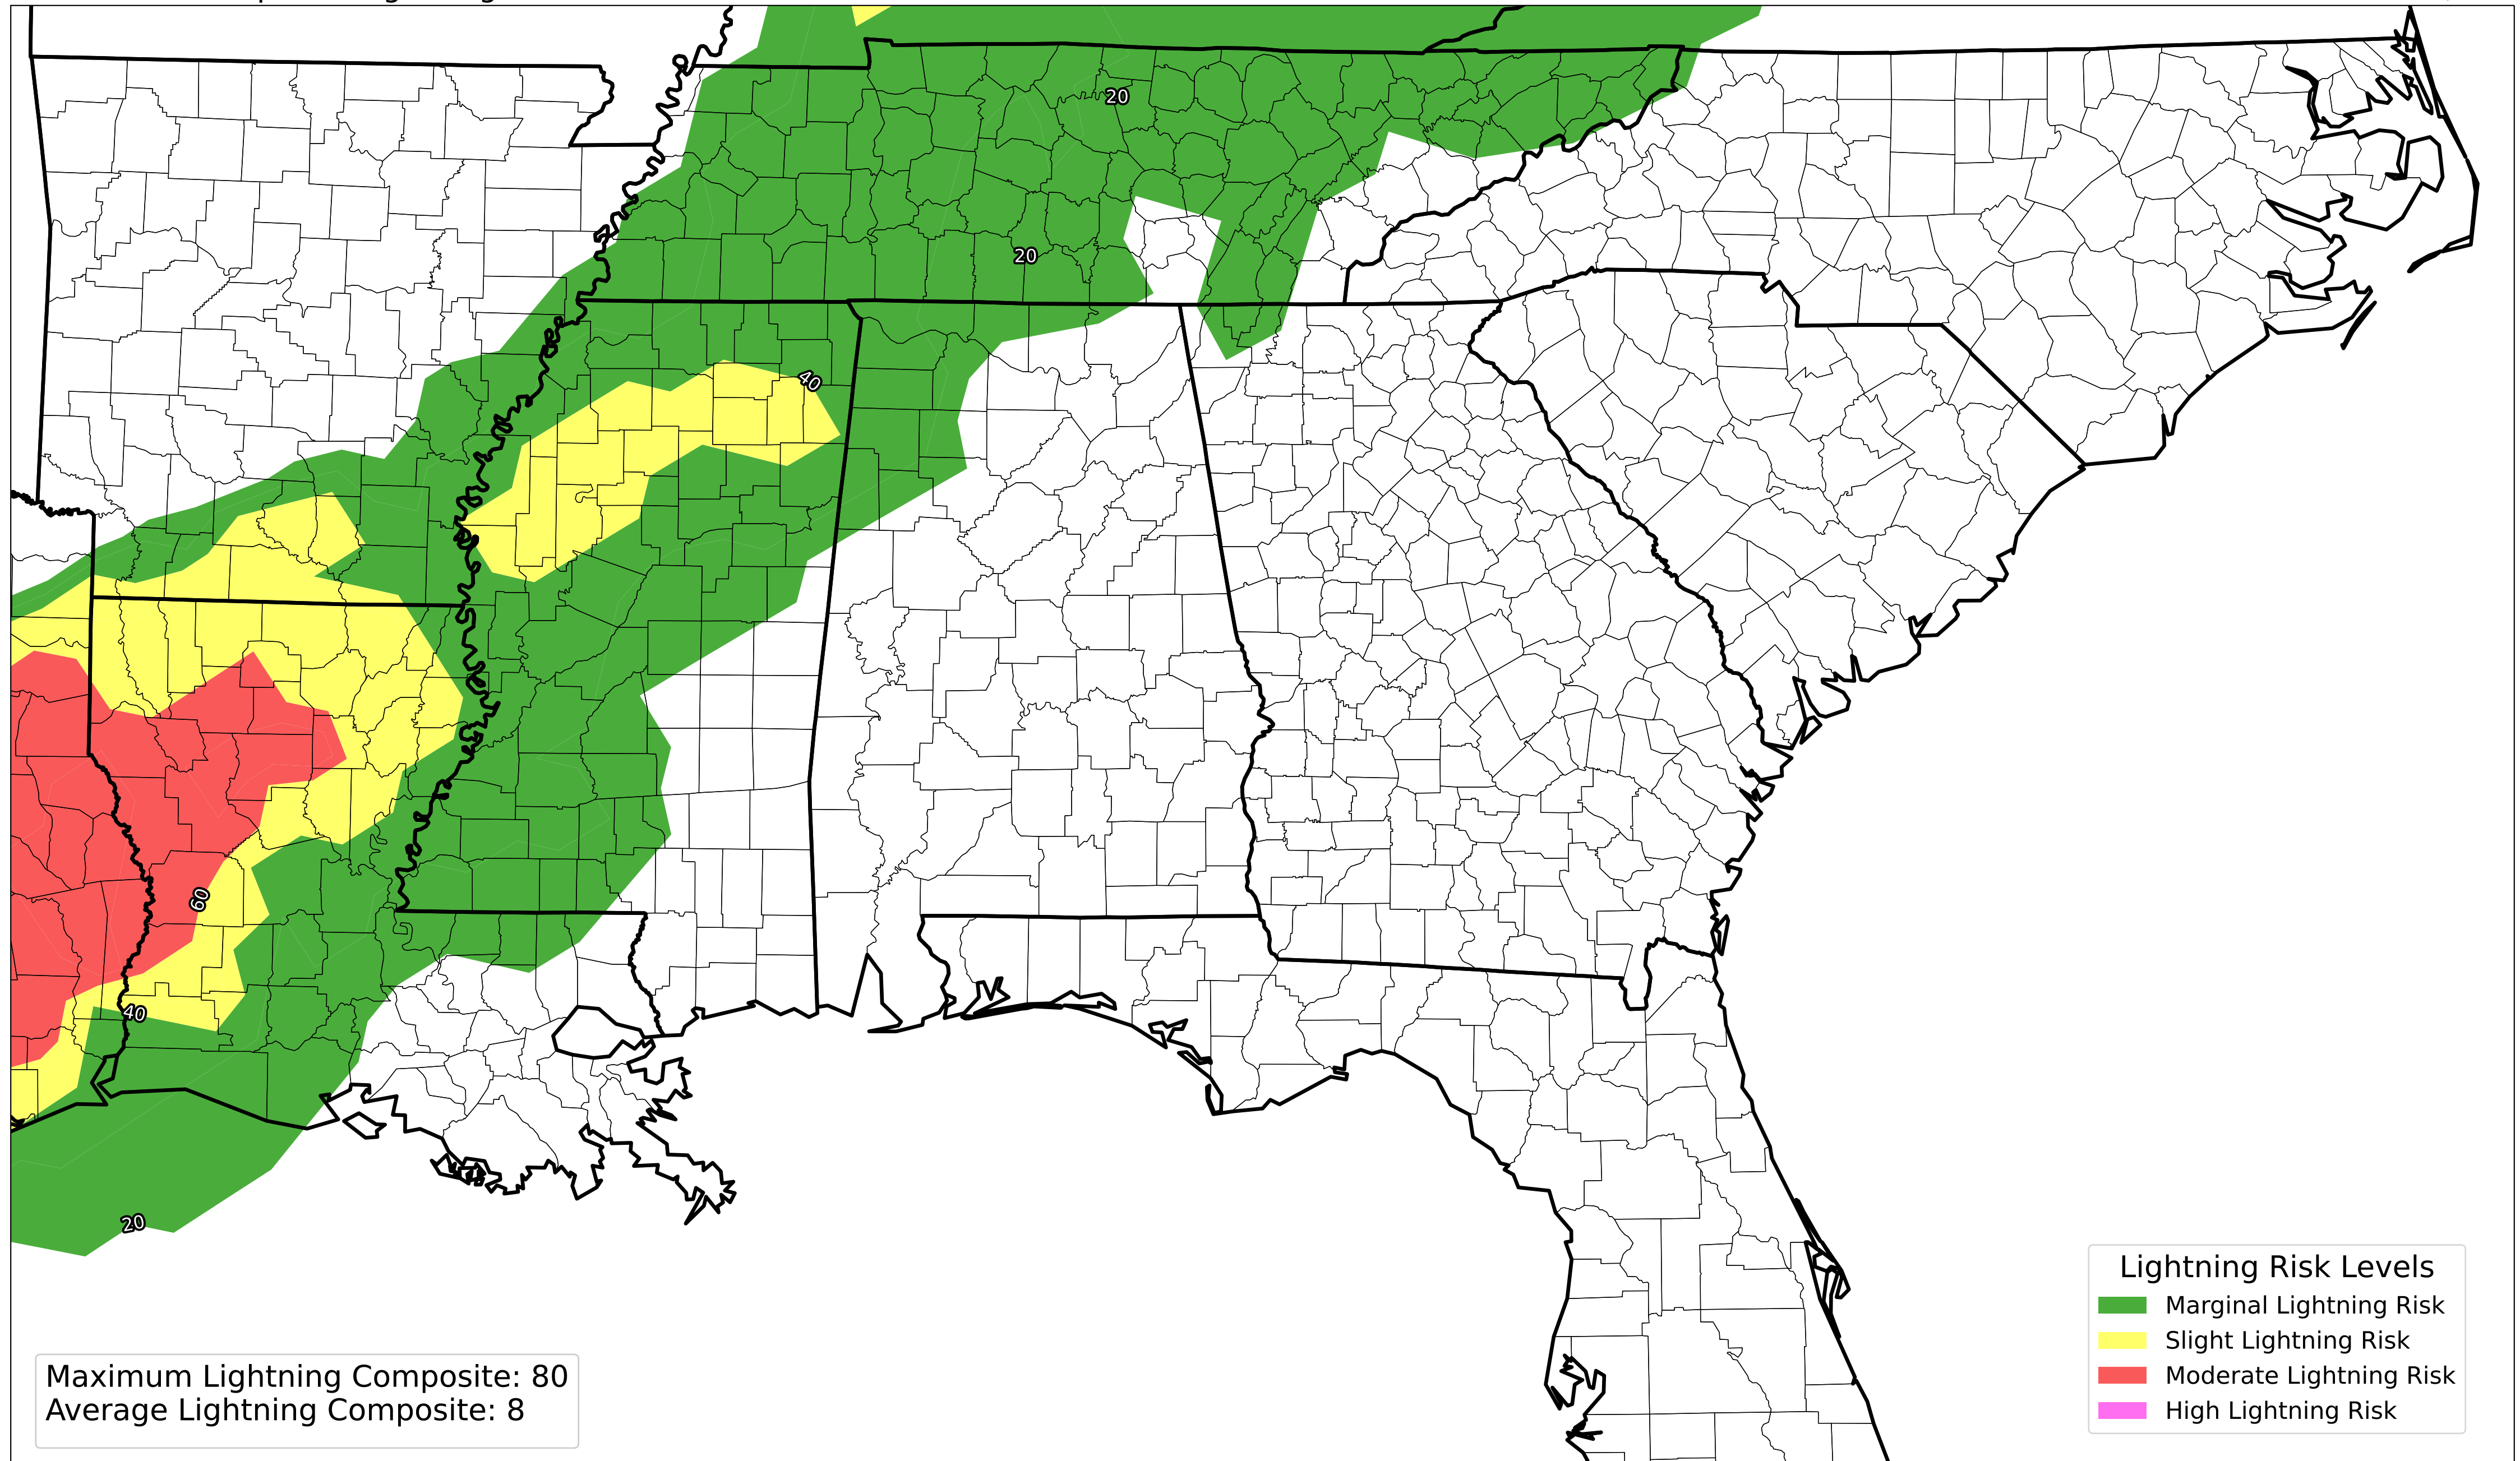 20
20
40
60
40
20
Lightning Risk Levels
Marginal Lightning Risk
Slight Lightning Risk
Moderate Lightning Risk
High Lightning Risk
Maximum Lightning Composite: 80
Average Lightning Composite: 8